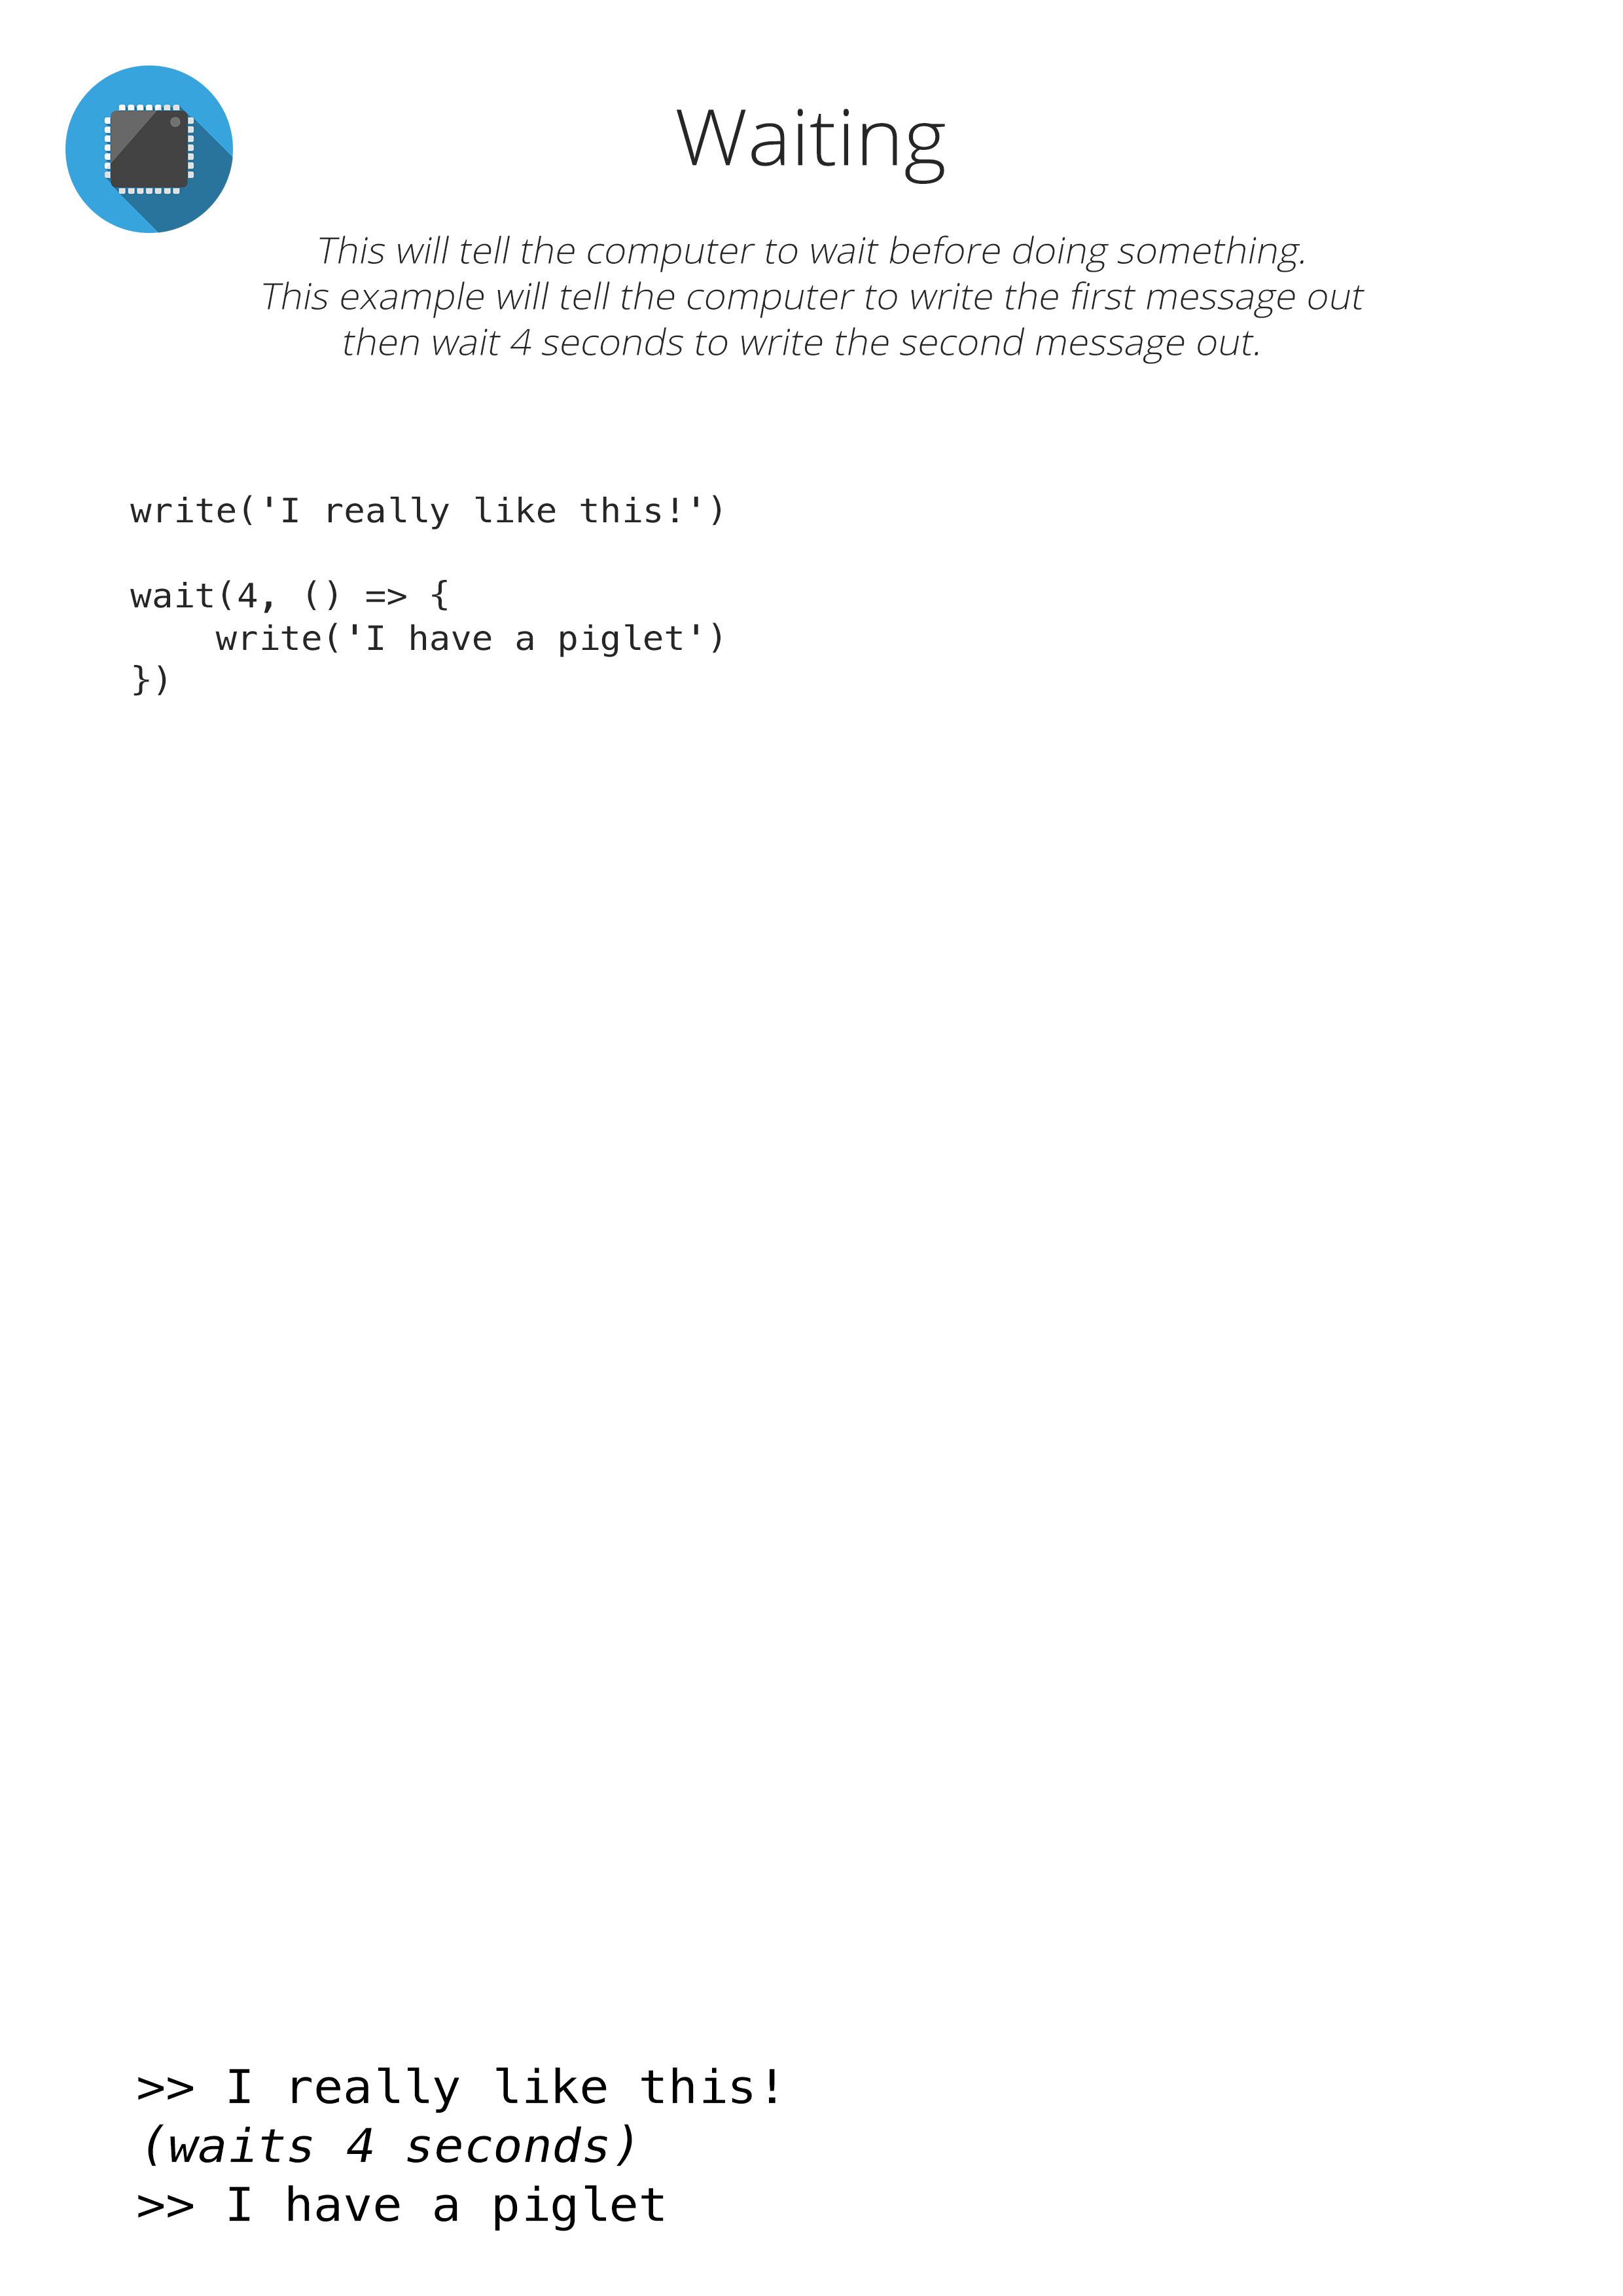 Waiting
This will tell the computer to wait before doing something.
This example will tell the computer to write the first message out
then wait 4 seconds to write the second message out.
write('I really like this!')
wait(4, () => {
    write('I have a piglet')
})
>> I really like this!
(waits 4 seconds)
>> I have a piglet